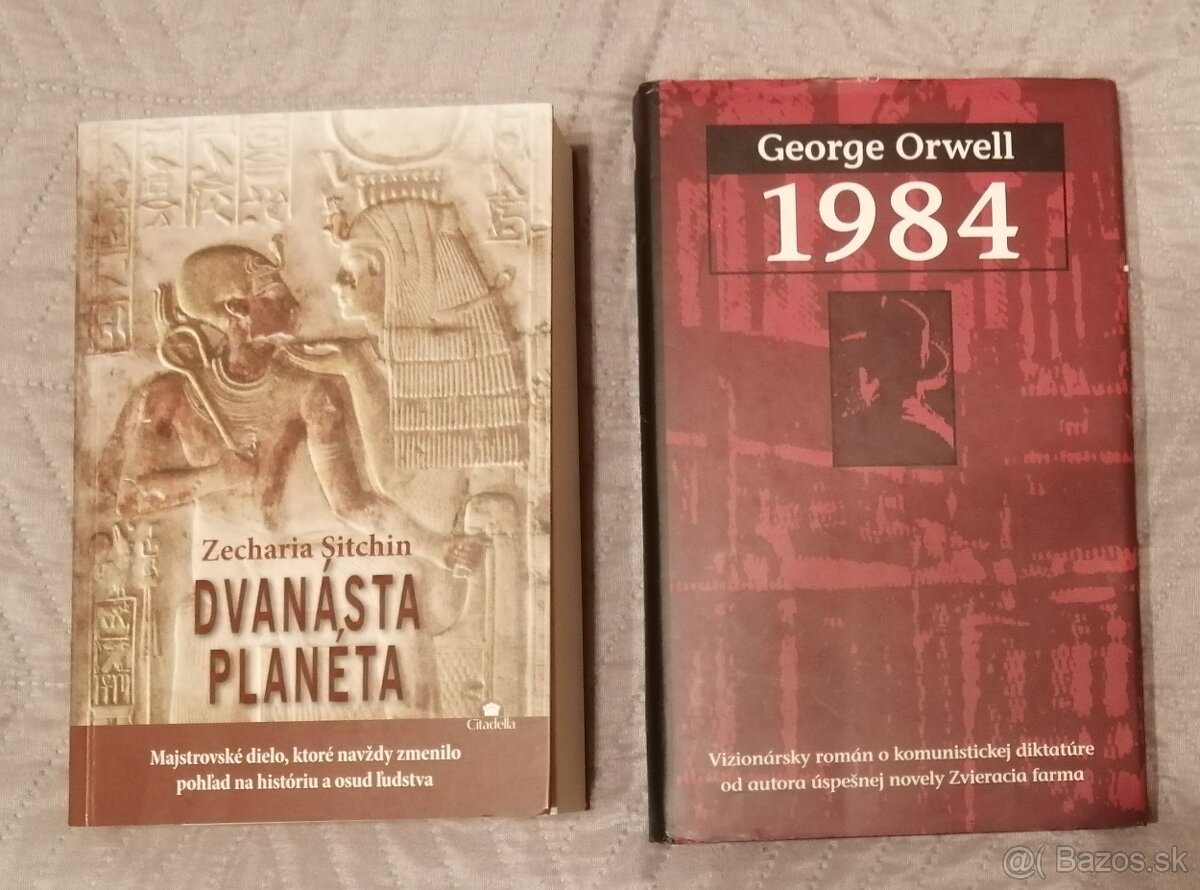 Zecharia Sitchin
DVANÁSTA
PLANÉTA
Citadella
Majstrovské dielo, ktoré navždy zmenilo
pohľad na históriu a osud ľudstva
George Orwell
1984
Vizionársky román o komunistickej diktatúre
od autora úspešnej novely Zvieracia farma
@( Bazos.sk